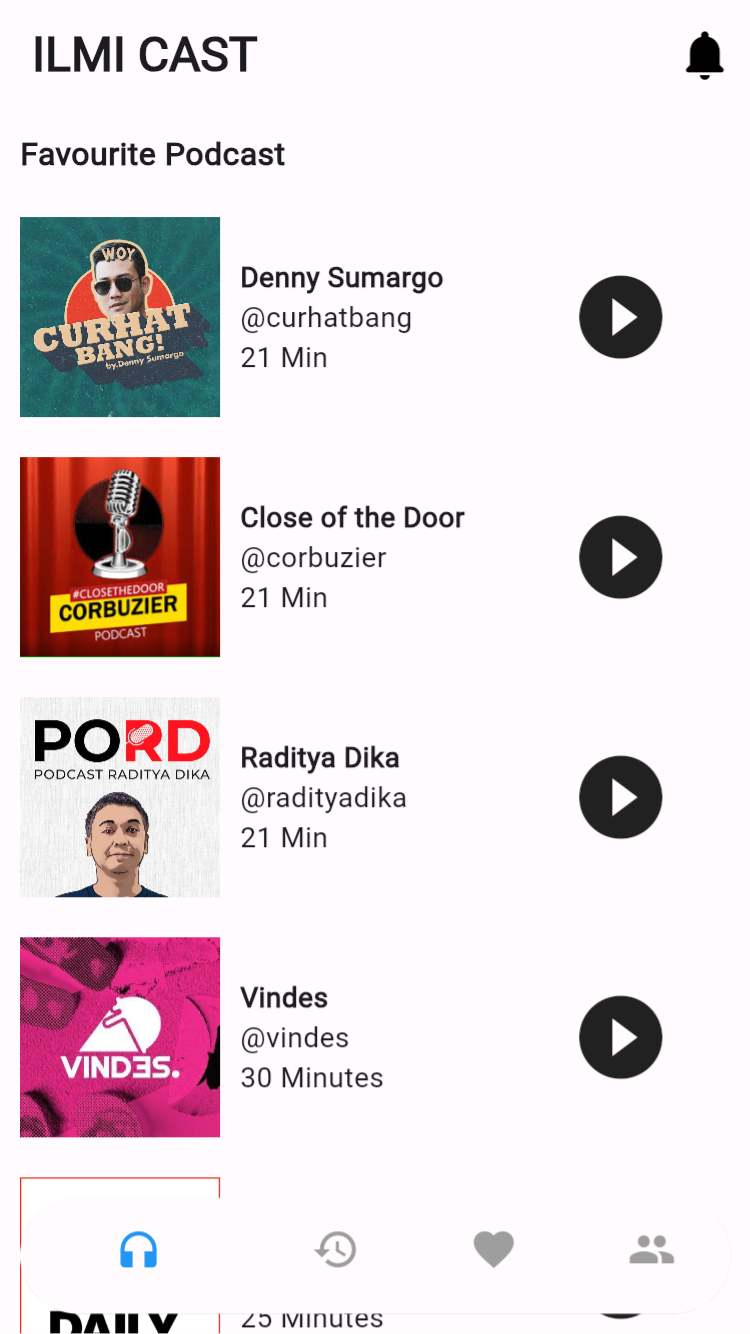 ILMI CAST
Favourite Podcast
WOY
CURHAT
BANG!
by.Denny Sumargo
Denny Sumargo
@curhatbang
21 Min
#CLOSETHEDOOR
CORBUZIER
PODCAST
Close of the Door
@corbuzier
21 Min
PORD
PODCAST RADITYA DIKA
Raditya Dika
@radityadika
21 Min
VINDƎS.
Vindes
@vindes
30 Minutes
DAILY
25 Minutes